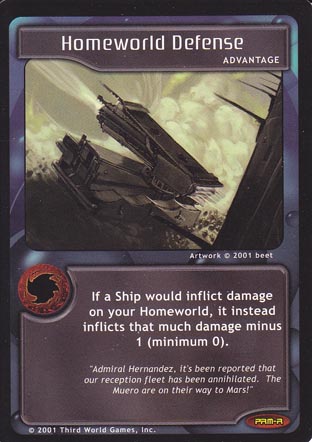 Homeworld Defense
ADVANTAGE
Artwork © 2001 beet
If a Ship would inflict damage
on your Homeworld, it instead
inflicts that much damage minus
1 (minimum 0).
"Admiral Hernandez, it's been reported that
our reception fleet has been annihilated. The
Muero are on their way to Mars!"
© 2001 Third World Games, Inc.
PRM-R